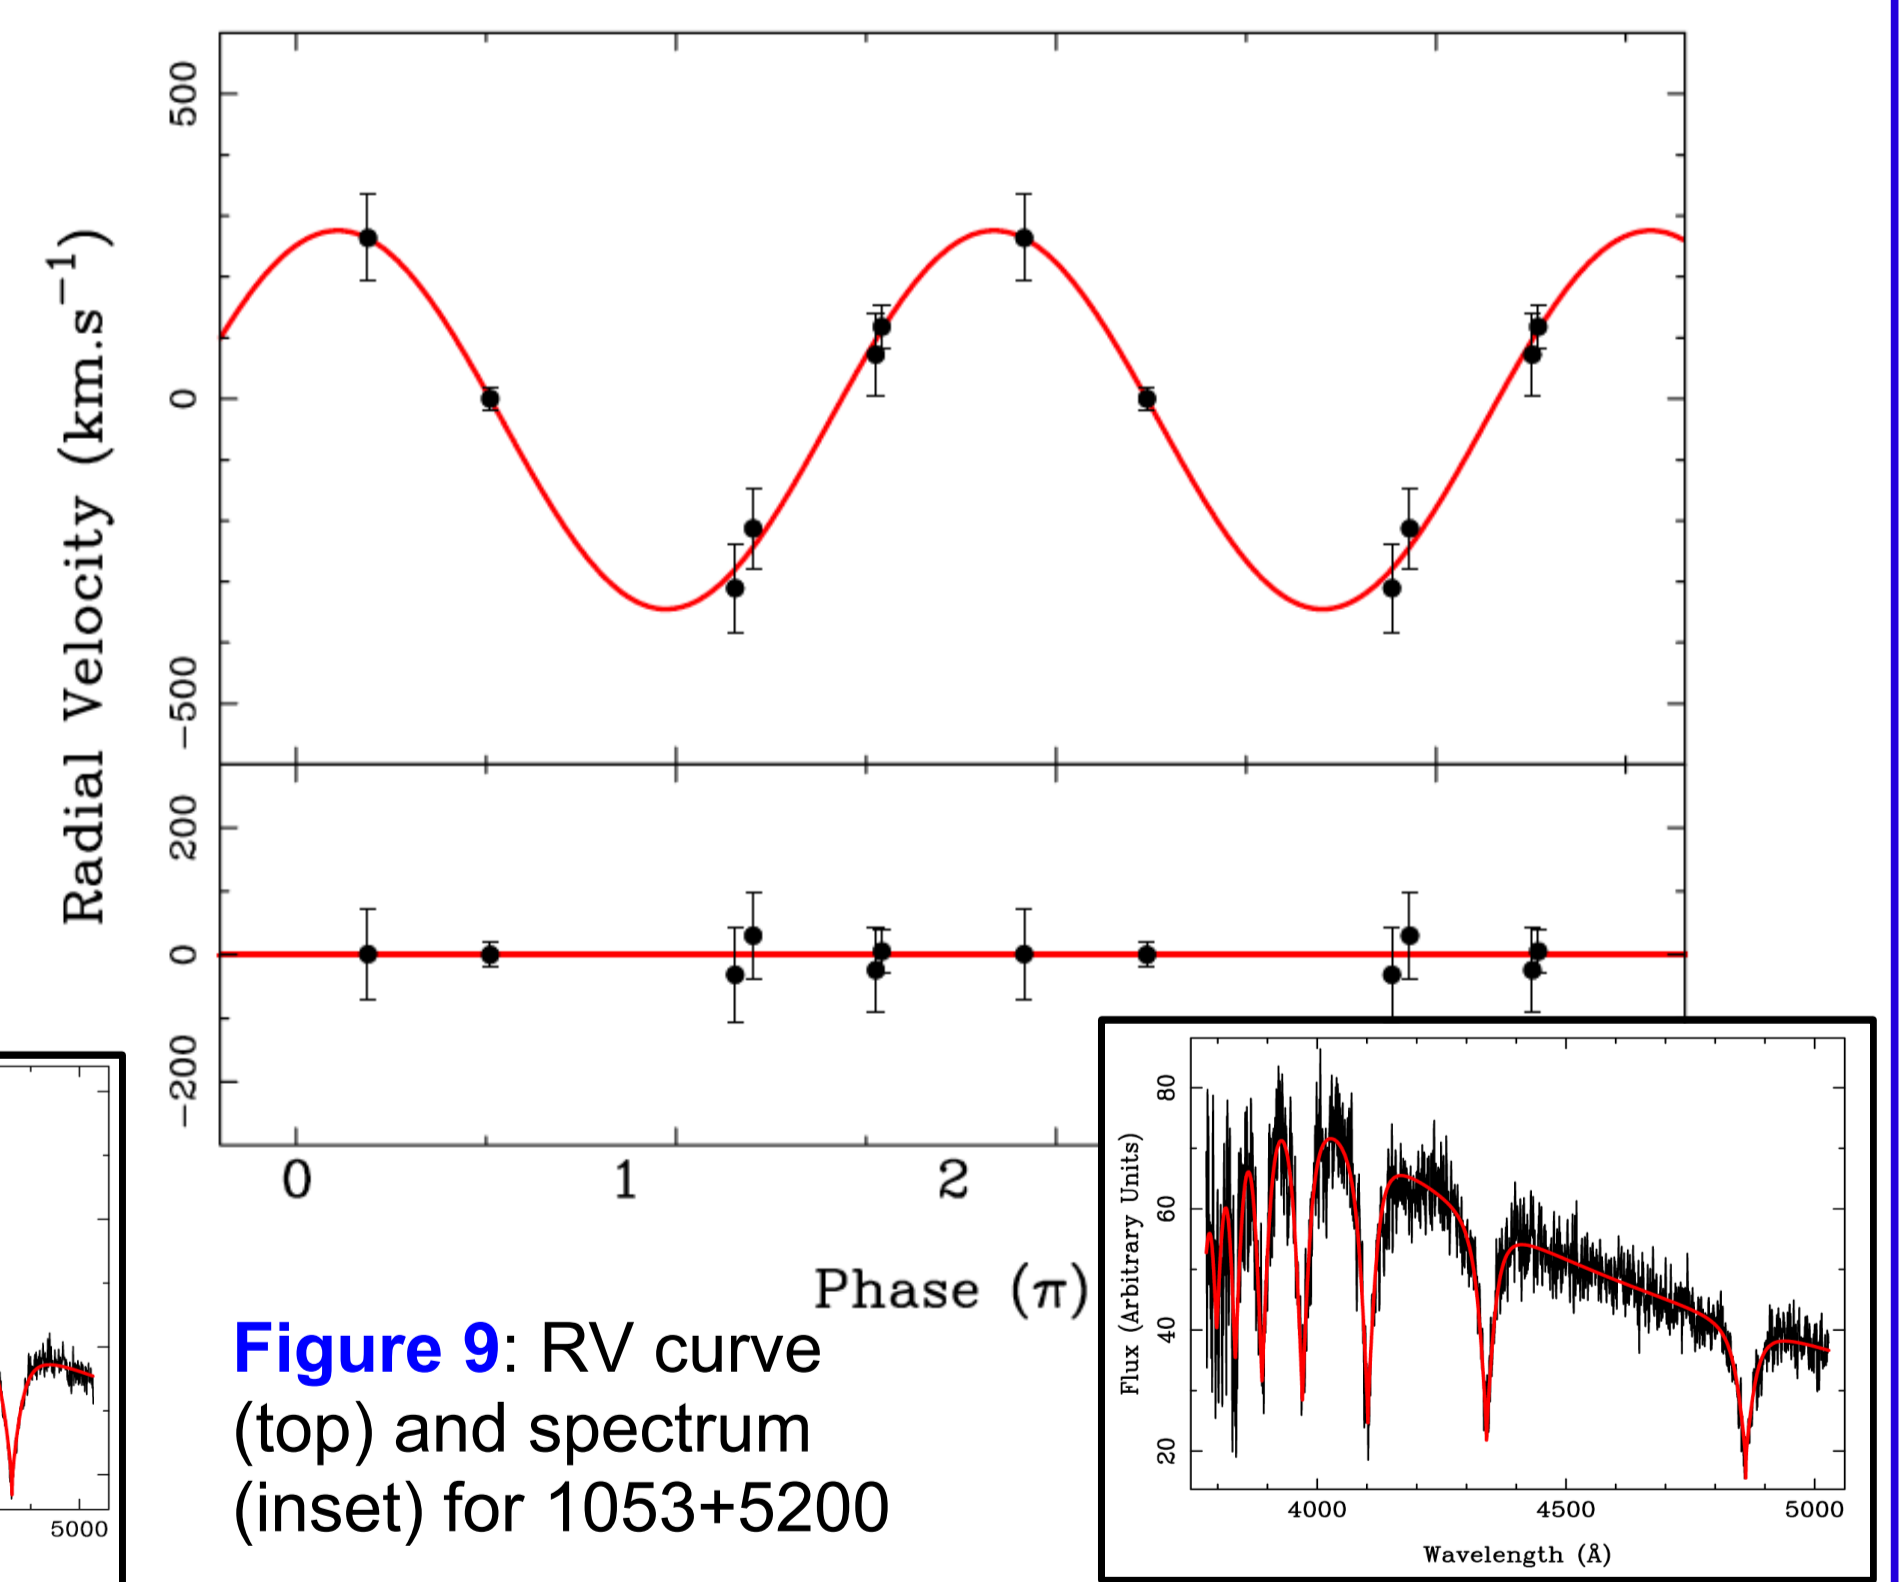 500
0
−500
Radial Velocity (km.s−1)
200
0
−200
0 1 2
Phase (π)
Figure 9: RV curve
(top) and spectrum
(inset) for 1053+5200
5000
80
60
40
20
Flux (Arbitrary Units)
4000 4500 5000
Wavelength (Å)